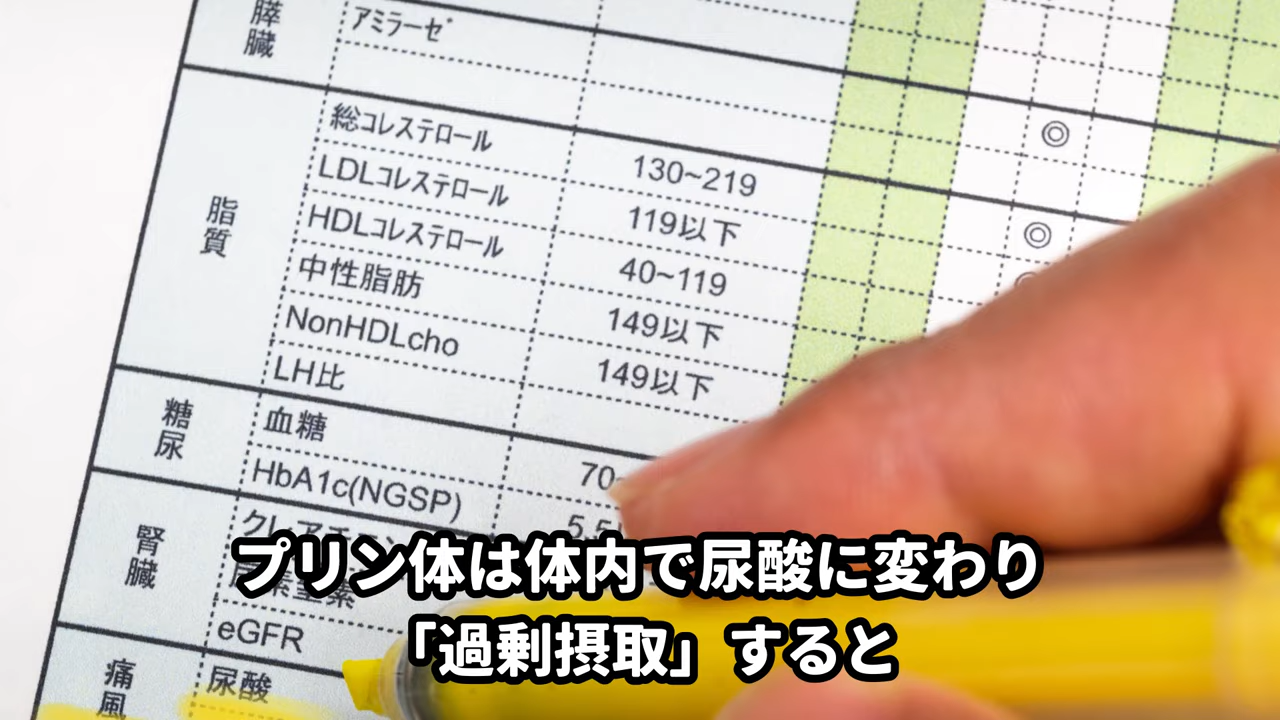 膵臓
アミラーゼ
脂質
総コレステロール 130~219 ◎
LDLコレステロール 119以下 ◎
HDLコレステロール 40~119
中性脂肪 149以下
NonHDLcho 149以下
LH比
糖尿
血糖 70
HbA1c(NGSP) 5.5
腎臓
eGFR
痛風
尿酸
プリン体は体内で尿酸に変わり
「過剰摂取」すると